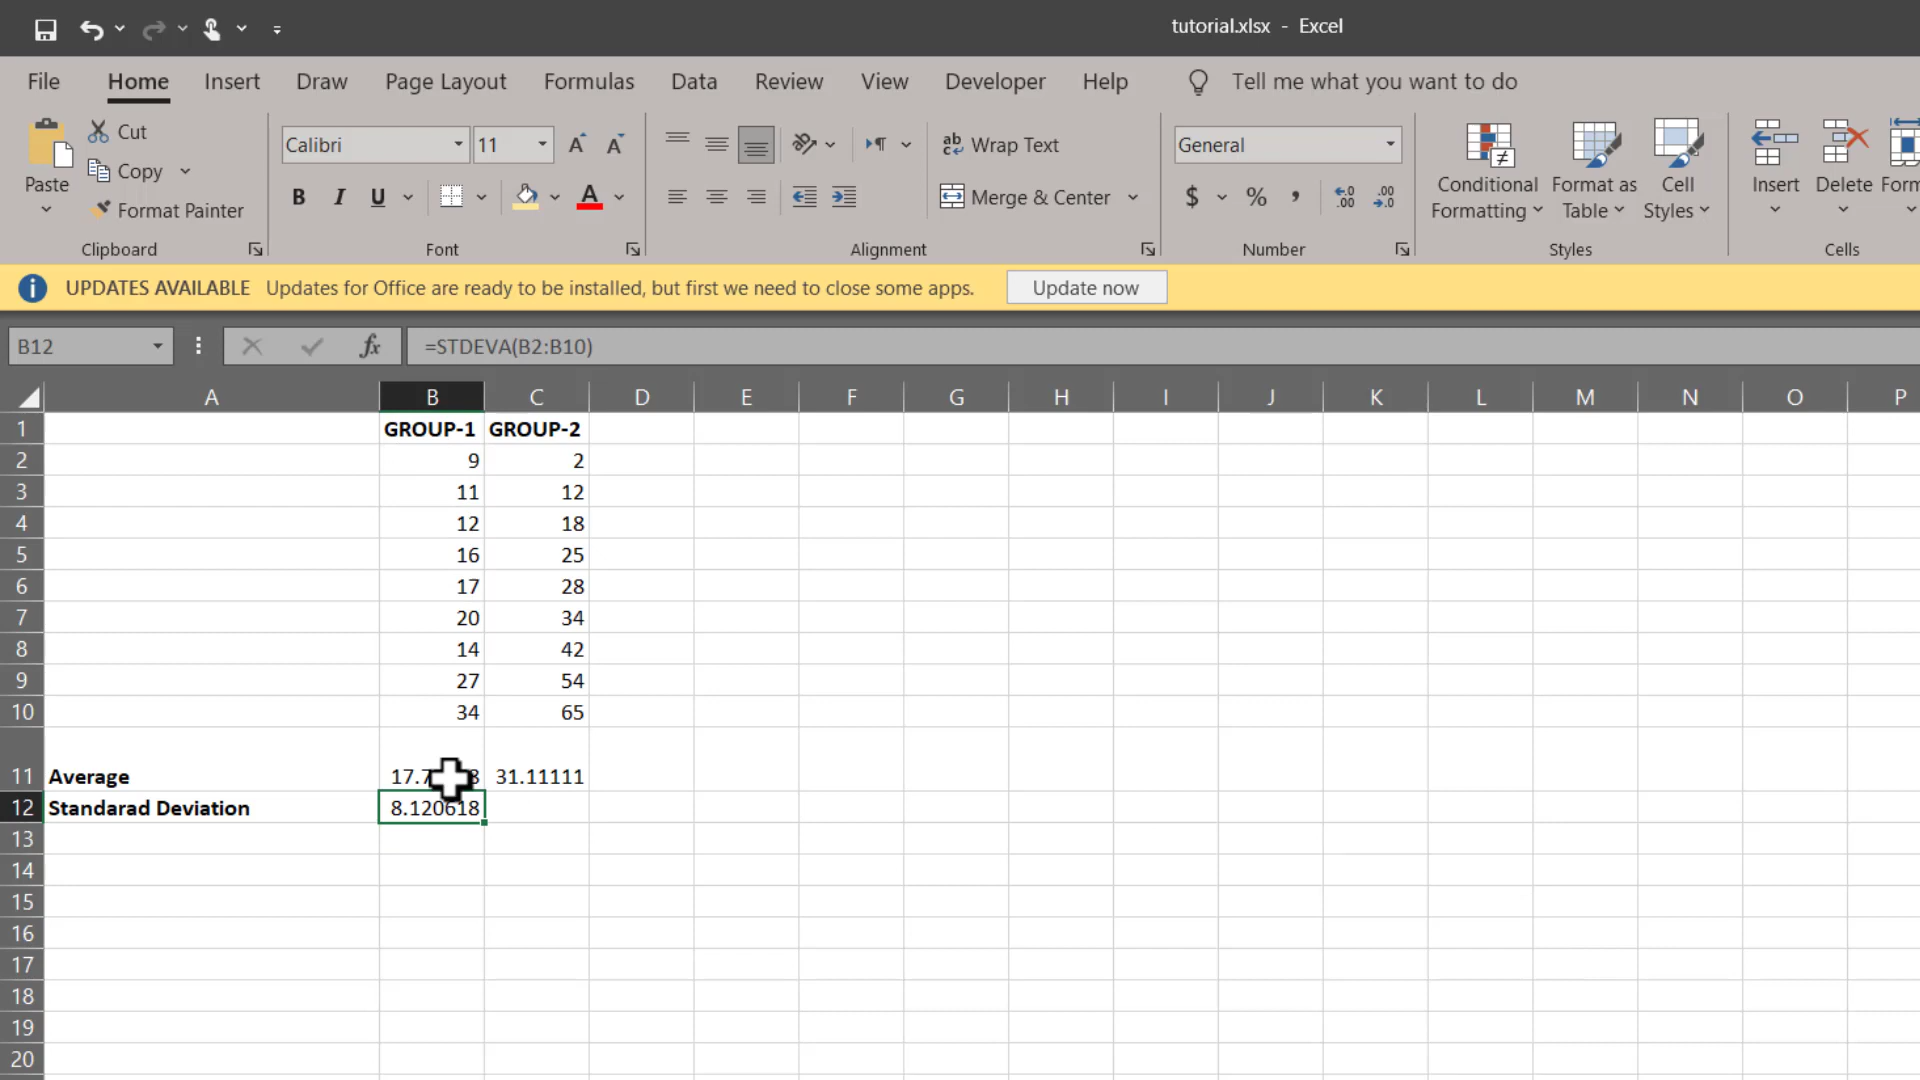 tutorial.xlsx - Excel
File Home Insert Draw Page Layout Formulas Data Review View Developer Help Tell me what you want to do
Cut
Copy
Format Painter
Paste
Clipboard
Calibri 11
B I U A
Font
Wrap Text
Merge & Center
Alignment
General
$ % ,
Number
Conditional Formatting
Format as Table
Cell Styles
Styles
Insert Delete
Cells
UPDATES AVAILABLE Updates for Office are ready to be installed, but first we need to close some apps. Update now
B12 fx =STDEVA(B2:B10)
A B C D E F G H I J K L M N O P
1 GROUP-1 GROUP-2
2 9 2
3 11 12
4 12 18
5 16 25
6 17 28
7 20 34
8 14 42
9 27 54
10 34 65
11 Average 31.11111
12 Standarad Deviation 8.120618
13
14
15
16
17
18
19
20